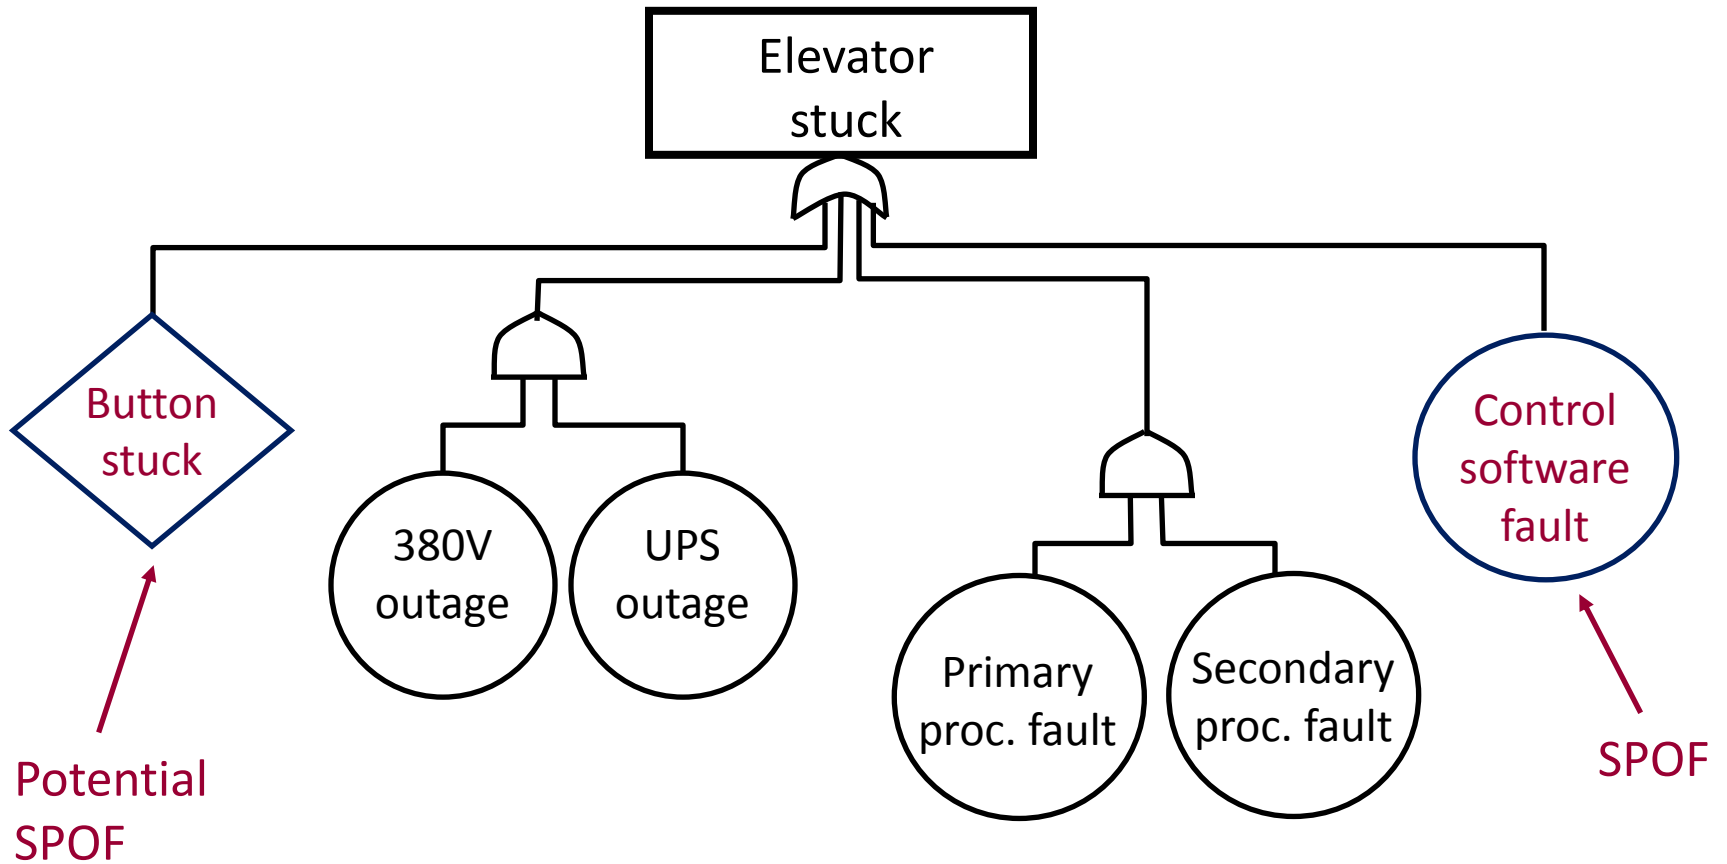 Elevator
stuck
Button
stuck
380V
outage
UPS
outage
Primary
proc. fault
Secondary
proc. fault
Control
software
fault
Potential
SPOF
SPOF